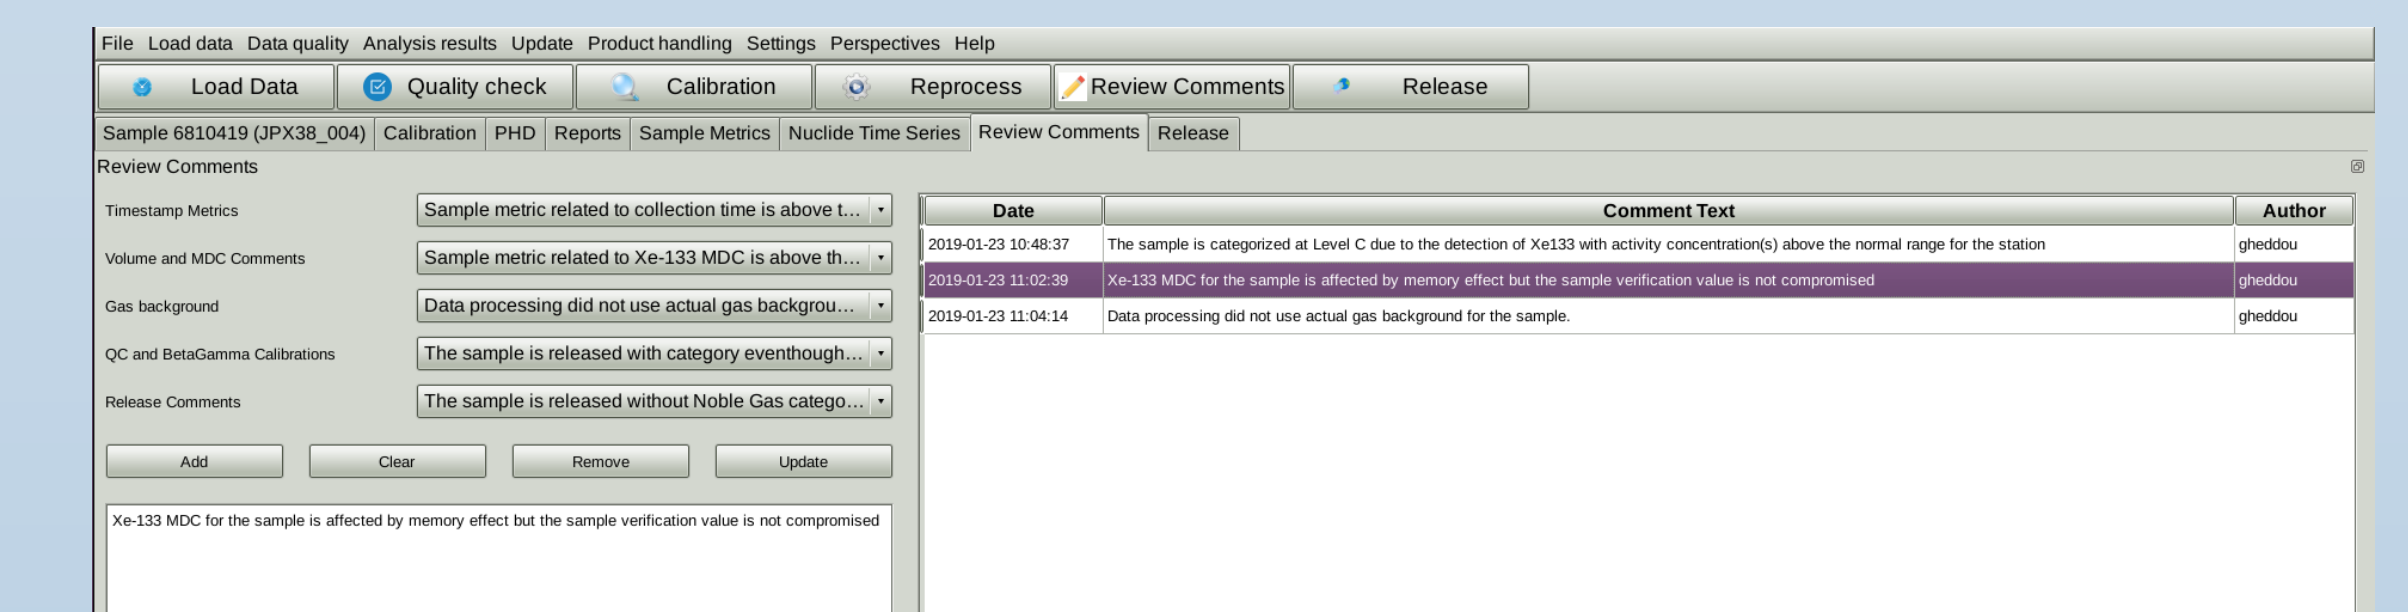 File Load data Data quality Analysis results Update Product handling Settings Perspectives Help
Load Data Quality check Calibration Reprocess Review Comments Release
Sample 6810419 (JPX38_004) Calibration PHD Reports Sample Metrics Nuclide Time Series Review Comments Release
Review Comments
Timestamp Metrics Sample metric related to collection time is above t...
Volume and MDC Comments Sample metric related to Xe-133 MDC is above th...
Gas background Data processing did not use actual gas backgrou...
QC and BetaGamma Calibrations The sample is released with category eventhough...
Release Comments The sample is released without Noble Gas catego...
Add Clear Remove Update
Xe-133 MDC for the sample is affected by memory effect but the sample verification value is not compromised
Date Comment Text Author
2019-01-23 10:48:37 The sample is categorized at Level C due to the detection of Xe133 with activity concentration(s) above the normal range for the station gheddou
2019-01-23 11:02:39 Xe-133 MDC for the sample is affected by memory effect but the sample verification value is not compromised gheddou
2019-01-23 11:04:14 Data processing did not use actual gas background for the sample. gheddou